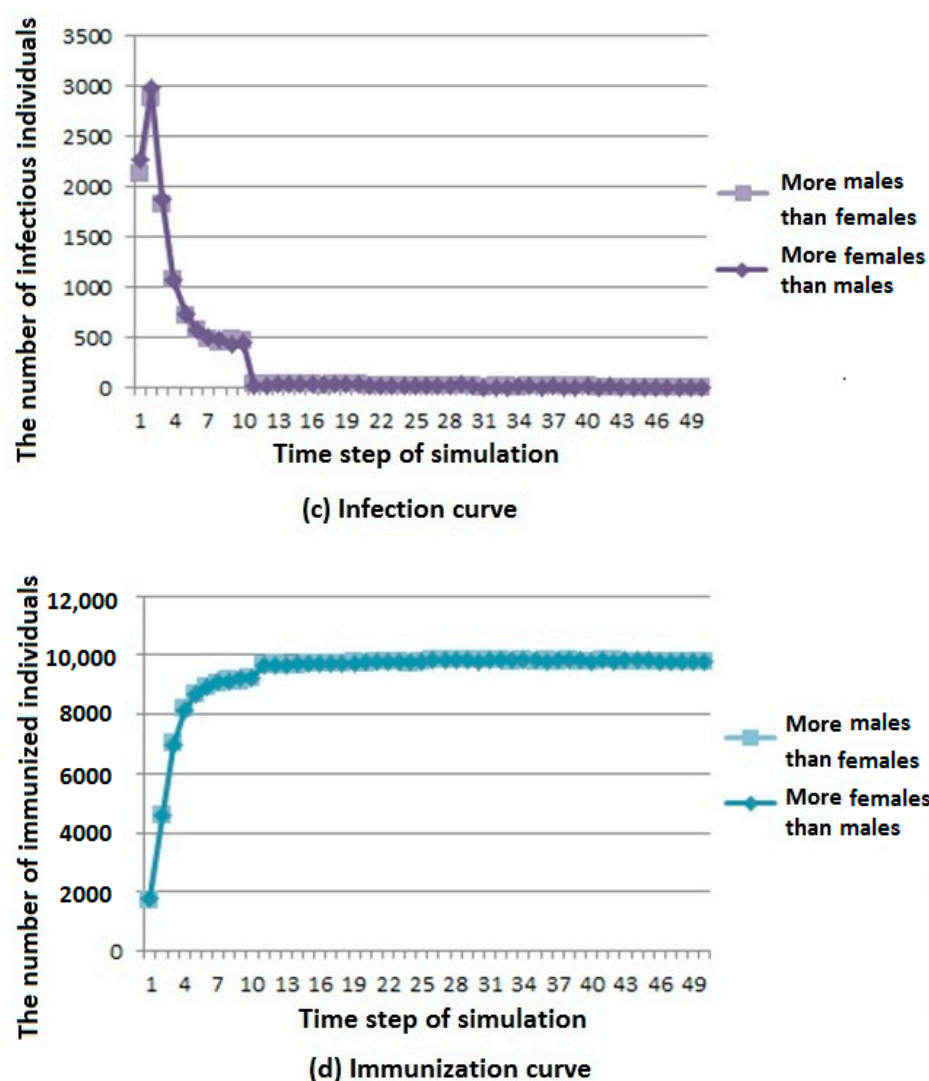 The number of infectious individuals
3500
3000
2500
2000
1500
1000
500
0
1 4 7 10 13 16 19 22 25 28 31 34 37 40 43 46 49
Time step of simulation
More males
than females
More females
than males
(c) Infection curve
The number of immunized individuals
12,000
10,000
8000
6000
4000
2000
0
1 4 7 10 13 16 19 22 25 28 31 34 37 40 43 46 49
Time step of simulation
More males
than females
More females
than males
(d) Immunization curve